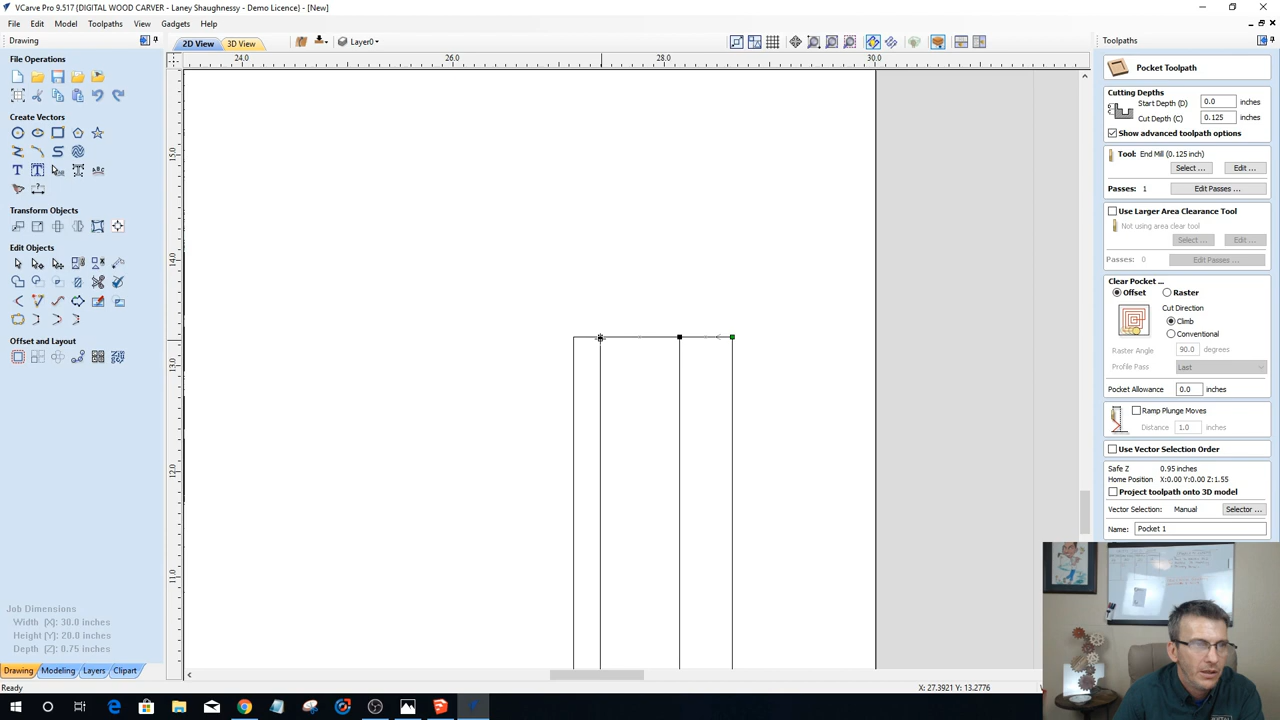 VCarve Pro 9.517 {DIGITAL WOOD CARVER} - Laney Shaughnessy - Demo Licence} - [New]
File Edit Model Toolpaths View Gadgets Help
Drawing
2D View 3D View
Layer0
Toolpaths
File Operations
Create Vectors
Transform Objects
Edit Objects
Offset and Layout
Job Dimensions
Width (X): 30.0 inches
Height (Y): 20.0 inches
Depth (Z): 0.75 inches
Drawing Modeling Layers Clipart
Ready
24.0 26.0 28.0 30.0
15.0
14.0
13.0
12.0
11.0
Pocket Toolpath
Cutting Depths
Start Depth (D) 0.0 inches
Cut Depth (C) 0.125 inches
Show advanced toolpath options
Tool: End Mill (0.125 inch)
Select ... Edit ...
Passes: 1 Edit Passes ...
Use Larger Area Clearance Tool
Not using area clear tool
Select ... Edit ...
Passes: 0 Edit Passes ...
Clear Pocket ...
Offset Raster
Cut Direction
Climb
Conventional
Raster Angle 90.0 degrees
Profile Pass Last
Pocket Allowance 0.0 inches
Ramp Plunge Moves
Distance 1.0 inches
Use Vector Selection Order
Safe Z 0.95 inches
Home Position X:0.00 Y:0.00 Z:1.55
Project toolpath onto 3D model
Vector Selection: Manual Selector ...
Name: Pocket 1
X: 27.3921 Y: 13.2776